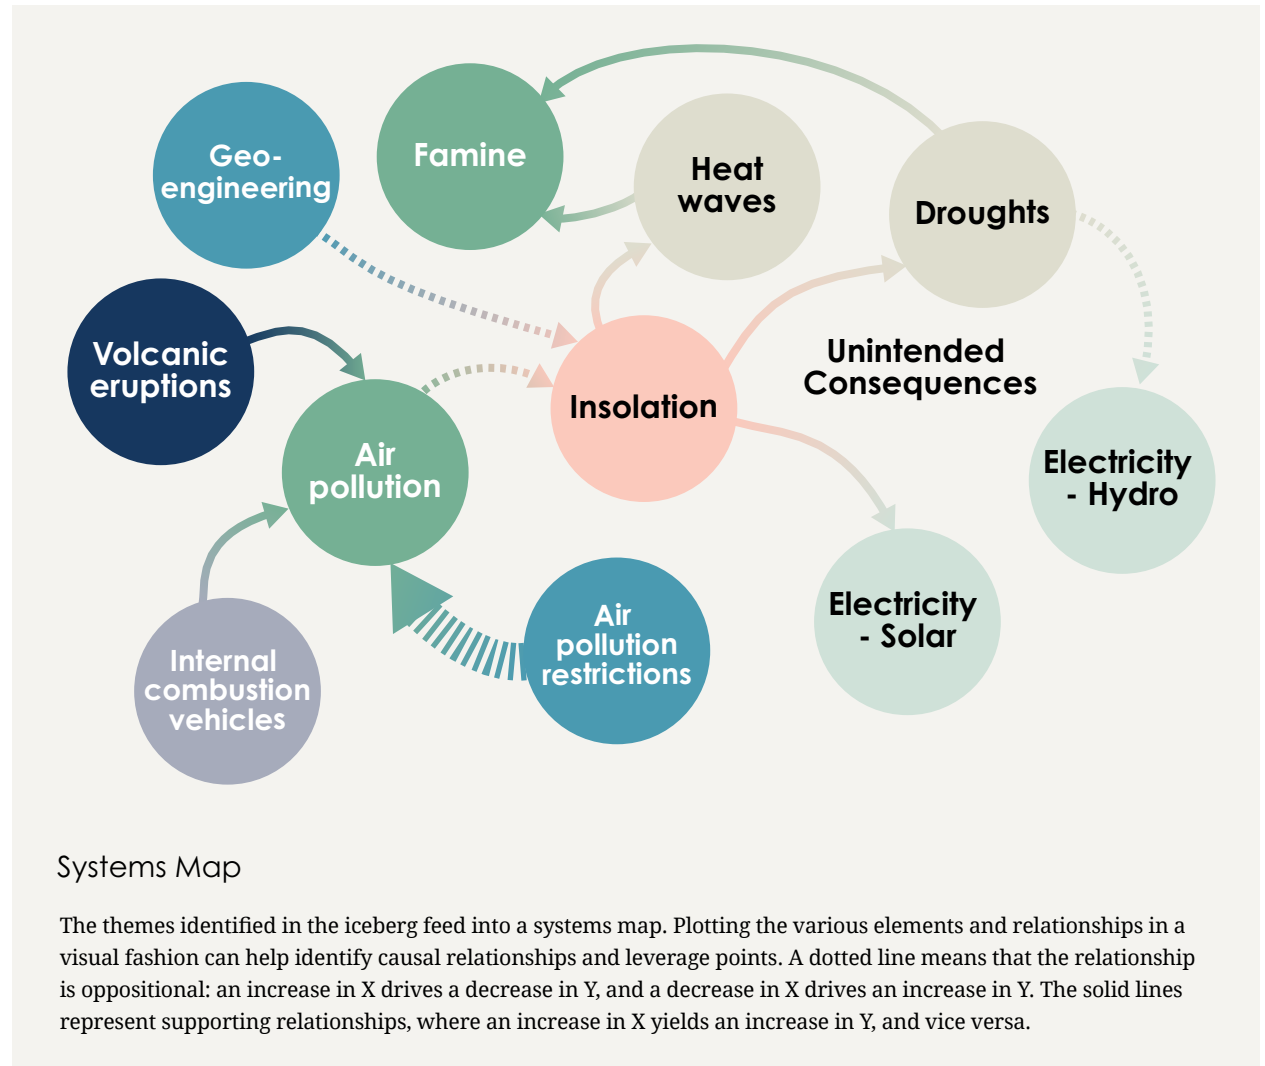 Geo-
engineering
Famine
Heat
waves
Droughts
Volcanic
eruptions
Unintended
Consequences
Insolation
Air
pollution
Electricity
- Hydro
Electricity
- Solar
Air
pollution
restrictions
Internal
combustion
vehicles
Systems Map
The themes identified in the iceberg feed into a systems map. Plotting the various elements and relationships in a
visual fashion can help identify causal relationships and leverage points. A dotted line means that the relationship
is oppositional: an increase in X drives a decrease in Y, and a decrease in X drives an increase in Y. The solid lines
represent supporting relationships, where an increase in X yields an increase in Y, and vice versa.